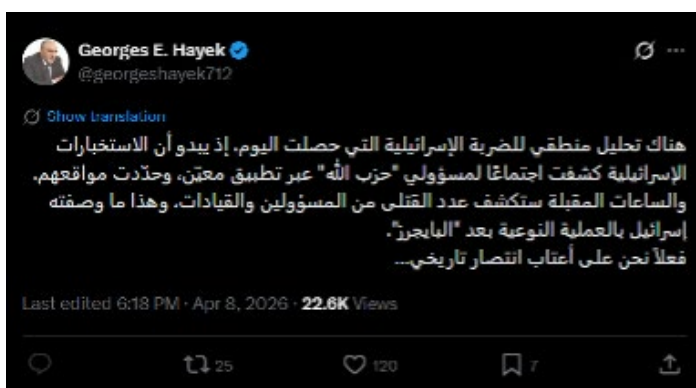 Georges E. Hayek
@georgeshayek712
Show translation
هناك تحليل منطقي للضربة الإسرائيلية التي حصلت اليوم، إذ يبدو أن الاستخبارات
الإسرائيلية كشفت اجتماعًا لمسؤولي "حزب الله" عبر تطبيق معيّن، وحدّدت مواقعهم،
والساعات المقبلة ستكشف عدد القتلى من المسؤولين والقيادات، وهذا ما وصفته
إسرائيل بالعملية النوعية بعد "البايجرز".
فعلاً نحن على أعتاب انتصار تاريخي...
Last edited 6:18 PM · Apr 8, 2026 · 22.6K Views
25 120 7